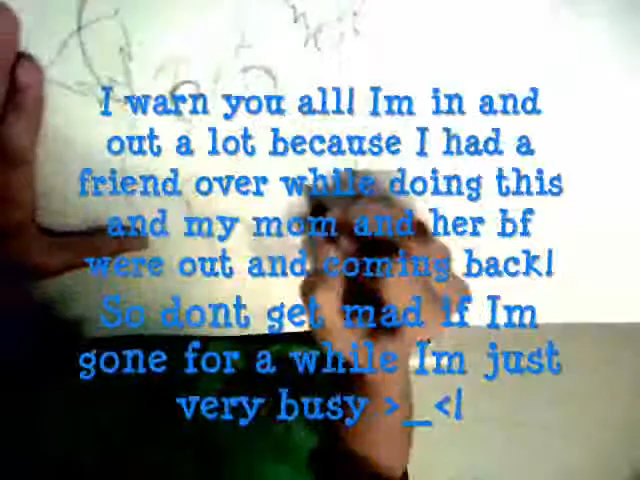 I warn you all! Im in and
out a lot because I had a
friend over while doing this
and my mom and her bf
were out and coming back!
So dont get mad if Im
gone for a while Im just
very busy >_<!